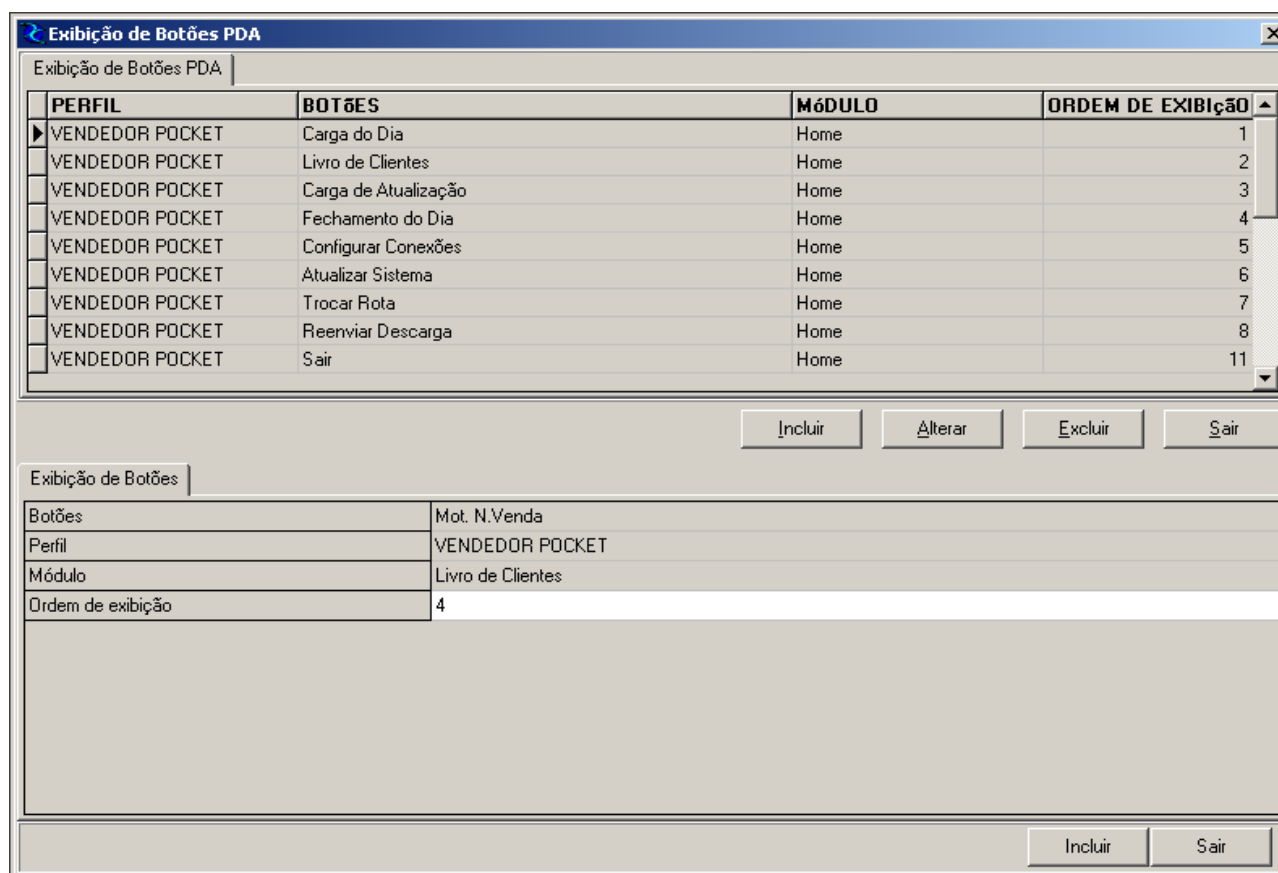 Exibição de Botões PDA
Exibição de Botões PDA
PERFIL BOTõES MóDULO ORDEM DE EXIBIçãO
VENDEDOR POCKET Carga do Dia Home 1
VENDEDOR POCKET Livro de Clientes Home 2
VENDEDOR POCKET Carga de Atualização Home 3
VENDEDOR POCKET Fechamento do Dia Home 4
VENDEDOR POCKET Configurar Conexões Home 5
VENDEDOR POCKET Atualizar Sistema Home 6
VENDEDOR POCKET Trocar Rota Home 7
VENDEDOR POCKET Reenviar Descarga Home 8
VENDEDOR POCKET Sair Home 11
Incluir Alterar Excluir Sair
Exibição de Botões
Botões Mot. N.Venda
Perfil VENDEDOR POCKET
Módulo Livro de Clientes
Ordem de exibição 4
Incluir Sair